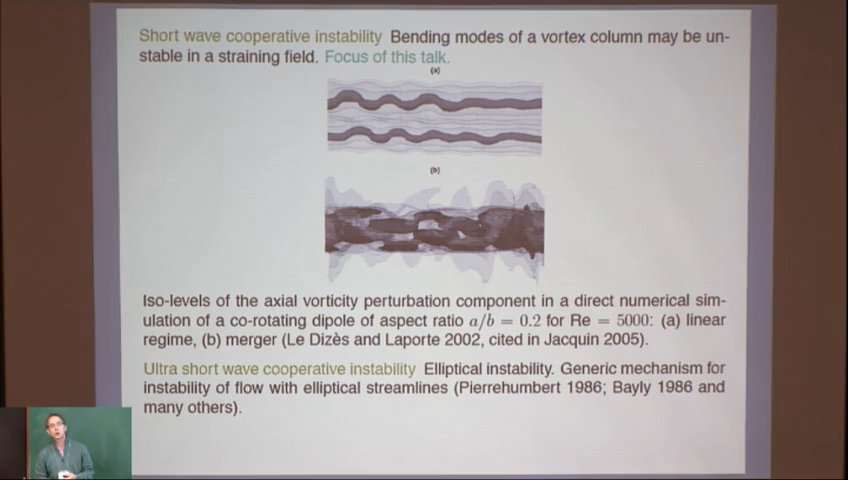 Short wave cooperative instability Bending modes of a vortex column may be un-
stable in a straining field. Focus of this talk.
(a)
(b)
Iso-levels of the axial vorticity perturbation component in a direct numerical sim-
ulation of a co-rotating dipole of aspect ratio a/b = 0.2 for Re = 5000: (a) linear
regime, (b) merger (Le Dizès and Laporte 2002, cited in Jacquin 2005).
Ultra short wave cooperative instability Elliptical instability. Generic mechanism for
instability of flow with elliptical streamlines (Pierrehumbert 1986; Bayly 1986 and
many others).